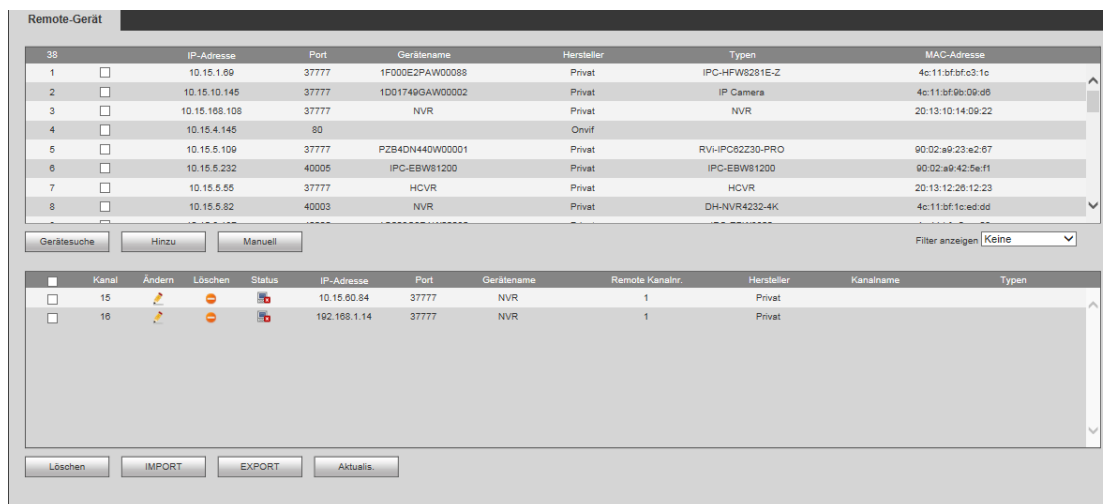 Remote-Gerät
38 IP-Adresse Port Gerätename Hersteller Typen MAC-Adresse
1 10.15.1.69 37777 1F000E2PAW00088 Privat IPC-HFW8281E-Z 4c:11:bf:bf:c3:1c
2 10.15.10.145 37777 1D01749GAW00002 Privat IP Camera 4c:11:bf:9b:09:d6
3 10.15.168.108 37777 NVR Privat NVR 20:13:10:14:09:22
4 10.15.4.145 80 Onvif
5 10.15.5.109 37777 PZB4DN440W00001 Privat RVi-IPC62Z30-PRO 90:02:a9:23:e2:67
6 10.15.5.232 40005 IPC-EBW81200 Privat IPC-EBW81200 90:02:a9:42:5e:f1
7 10.15.5.55 37777 HCVR Privat HCVR 20:13:12:26:12:23
8 10.15.5.82 40003 NVR Privat DH-NVR4232-4K 4c:11:bf:1c:ed:dd
Gerätesuche Hinzu Manuell Filter anzeigen Keine
Kanal Ändern Löschen Status IP-Adresse Port Gerätename Remote Kanalnr. Hersteller Kanalname Typen
15 10.15.60.84 37777 NVR 1 Privat
16 192.168.1.14 37777 NVR 1 Privat
Löschen IMPORT EXPORT Aktualis.